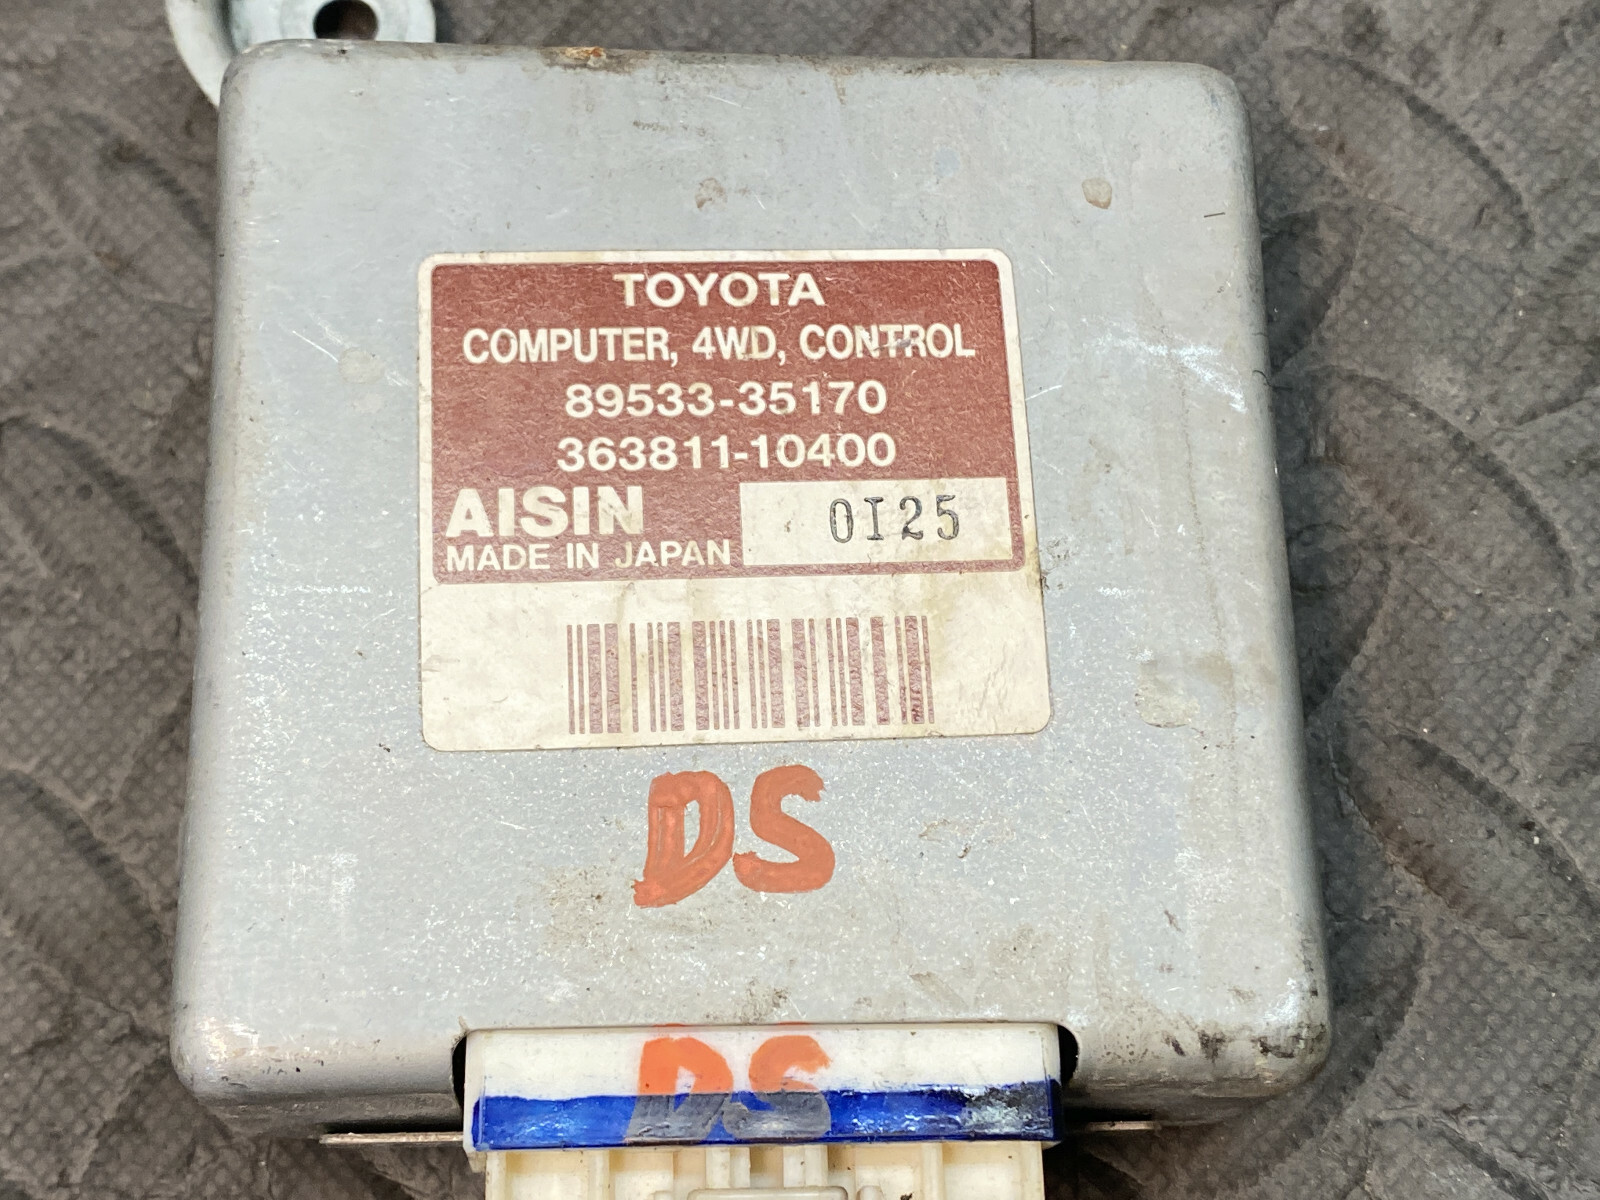 TOYOTA
COMPUTER, 4WD, CONTROL
89533-35170
363811-10400
AISIN
MADE IN JAPAN
0I25
DS
DS